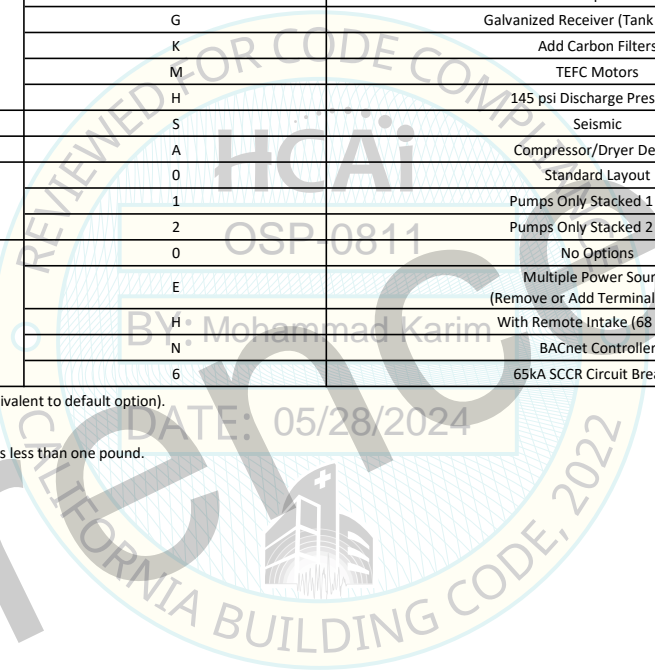 G Galvanized Receiver (Tank
K Add Carbon Filters
M TEFC Motors
H 145 psi Discharge Pres
S Seismic
A Compressor/Dryer De
0 Standard Layout
1 Pumps Only Stacked 1
2 Pumps Only Stacked 2
0 No Options
E Multiple Power Sour
(Remove or Add Terminal
H With Remote Intake (68
N BACnet Controller
6 65kA SCCR Circuit Brea
ivalent to default option).
s less than one pound.
REVIEWED FOR CODE COMPLIANCE
HCAi
OSP-0811
BY: Mohammad Karim
DATE: 05/28/2024
CALIFORNIA BUILDING CODE, 2022
rence